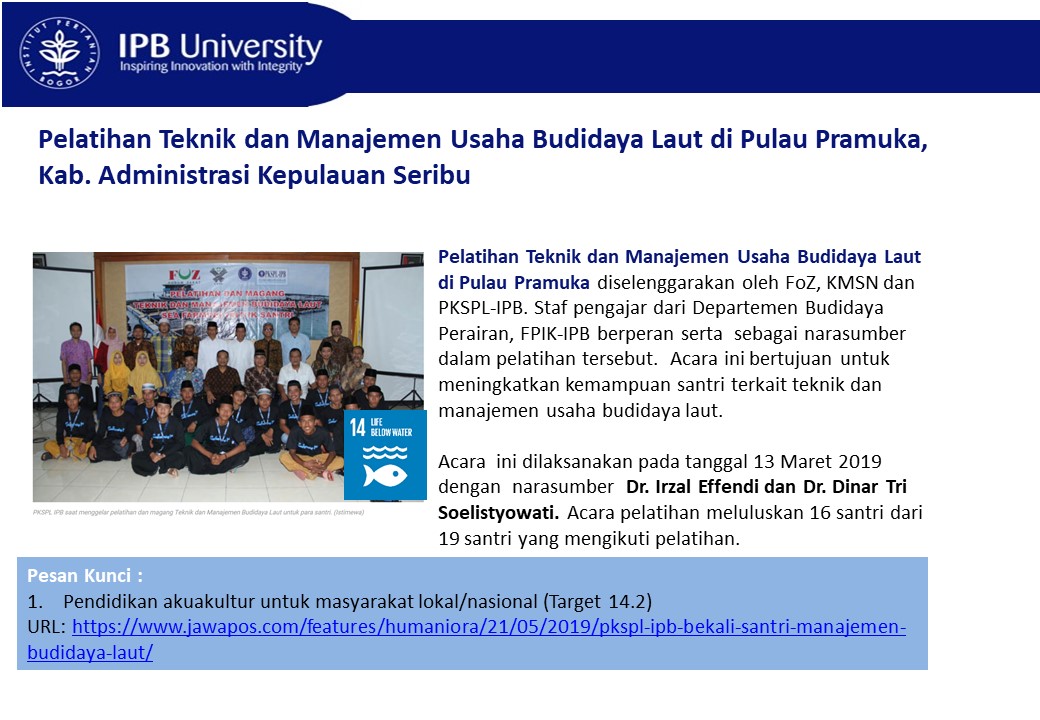 INSTITUT PERTANIAN BOGOR
IPB University
Inspiring Innovation with Integrity
Pelatihan Teknik dan Manajemen Usaha Budidaya Laut di Pulau Pramuka,
Kab. Administrasi Kepulauan Seribu
FOZ
PKSPL-IPB
PELATIHAN DAN MAGANG
TEKNIK DAN MANAJEMEN BUDIDAYA LAUT
SEA FARMING UNTUK SANTRI
14 LIFE
BELOW WATER
PKSPL IPB saat menggelar pelatihan dan magang Teknik dan Manajemen Budidaya Laut untuk para santri. (Istimewa)
Pelatihan Teknik dan Manajemen Usaha Budidaya Laut
di Pulau Pramuka diselenggarakan oleh FoZ, KMSN dan
PKSPL-IPB. Staf pengajar dari Departemen Budidaya
Perairan, FPIK-IPB berperan serta sebagai narasumber
dalam pelatihan tersebut. Acara ini bertujuan untuk
meningkatkan kemampuan santri terkait teknik dan
manajemen usaha budidaya laut.
Acara ini dilaksanakan pada tanggal 13 Maret 2019
dengan narasumber Dr. Irzal Effendi dan Dr. Dinar Tri
Soelistyowati. Acara pelatihan meluluskan 16 santri dari
19 santri yang mengikuti pelatihan.
Pesan Kunci :
1. Pendidikan akuakultur untuk masyarakat lokal/nasional (Target 14.2)
URL: https://www.jawapos.com/features/humaniora/21/05/2019/pkspl-ipb-bekali-santri-manajemen-
budidaya-laut/